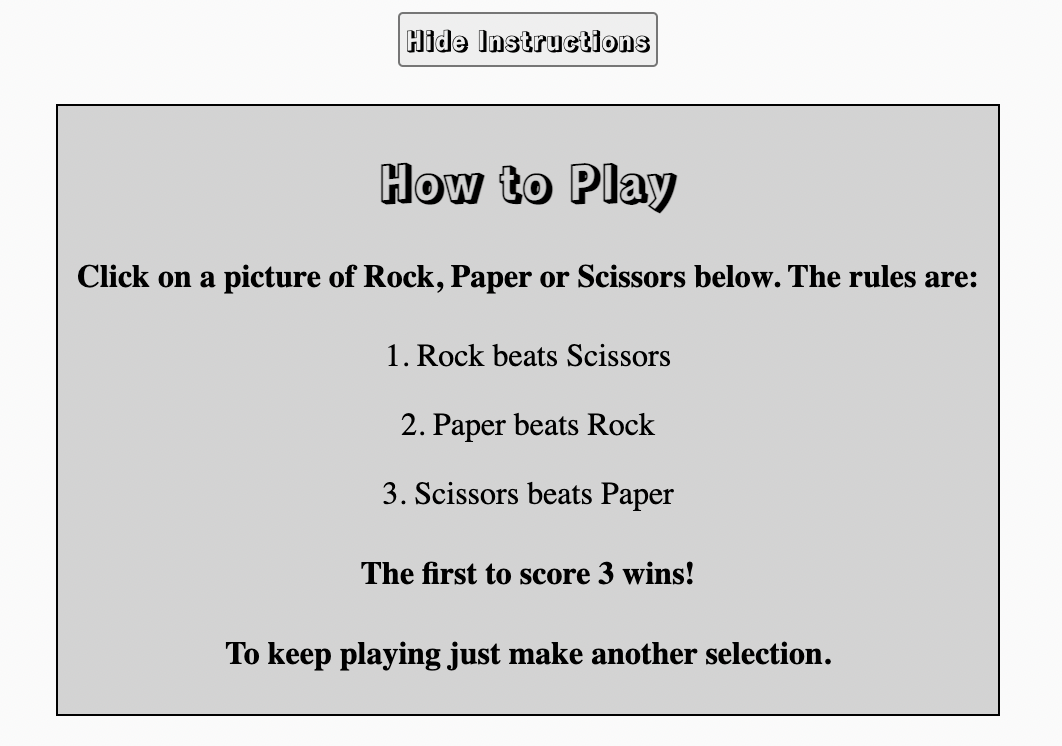 Hide Instructions
How to Play
Click on a picture of Rock, Paper or Scissors below. The rules are:
1. Rock beats Scissors
2. Paper beats Rock
3. Scissors beats Paper
The first to score 3 wins!
To keep playing just make another selection.